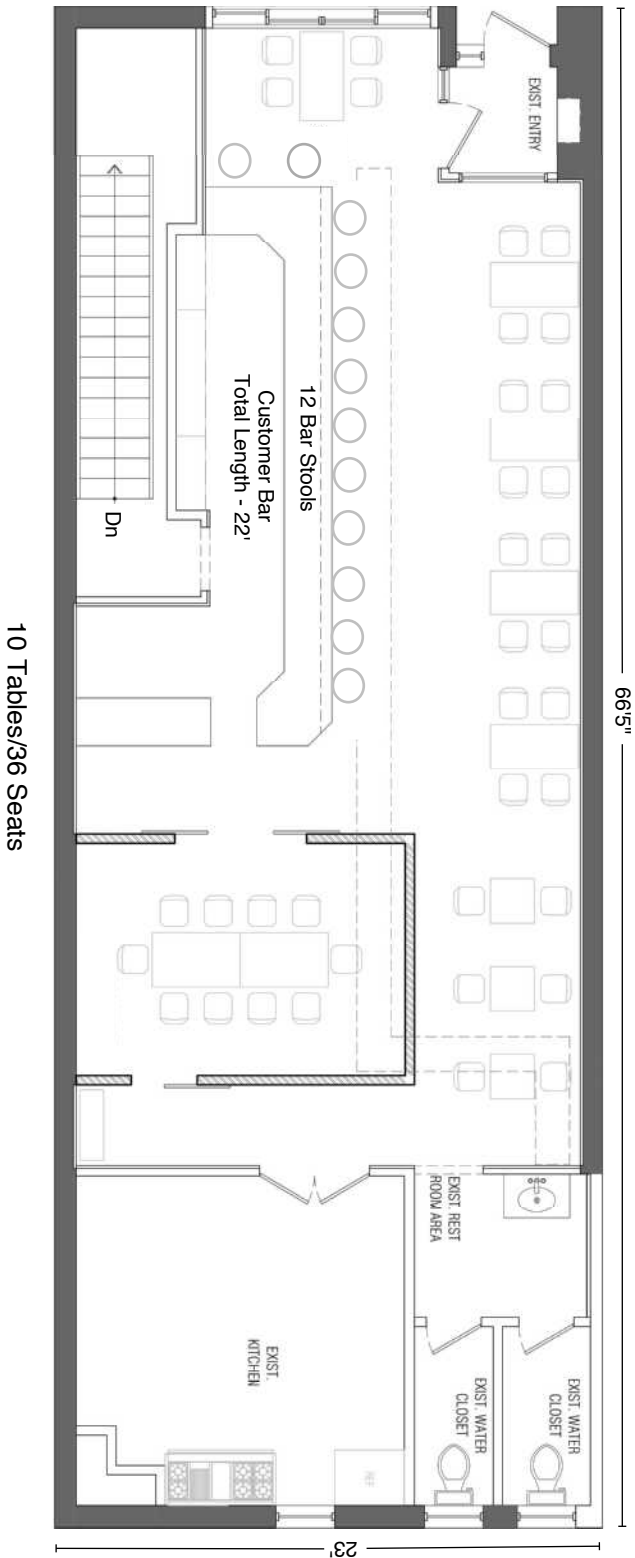 EXIST. ENTRY
66'5"
12 Bar Stools
Customer Bar
Total Length - 22'
Dn
10 Tables/36 Seats
EXIST. REST
ROOM AREA
EXIST.
KITCHEN
EXIST. WATER
CLOSET
EXIST. WATER
CLOSET
REF
23'